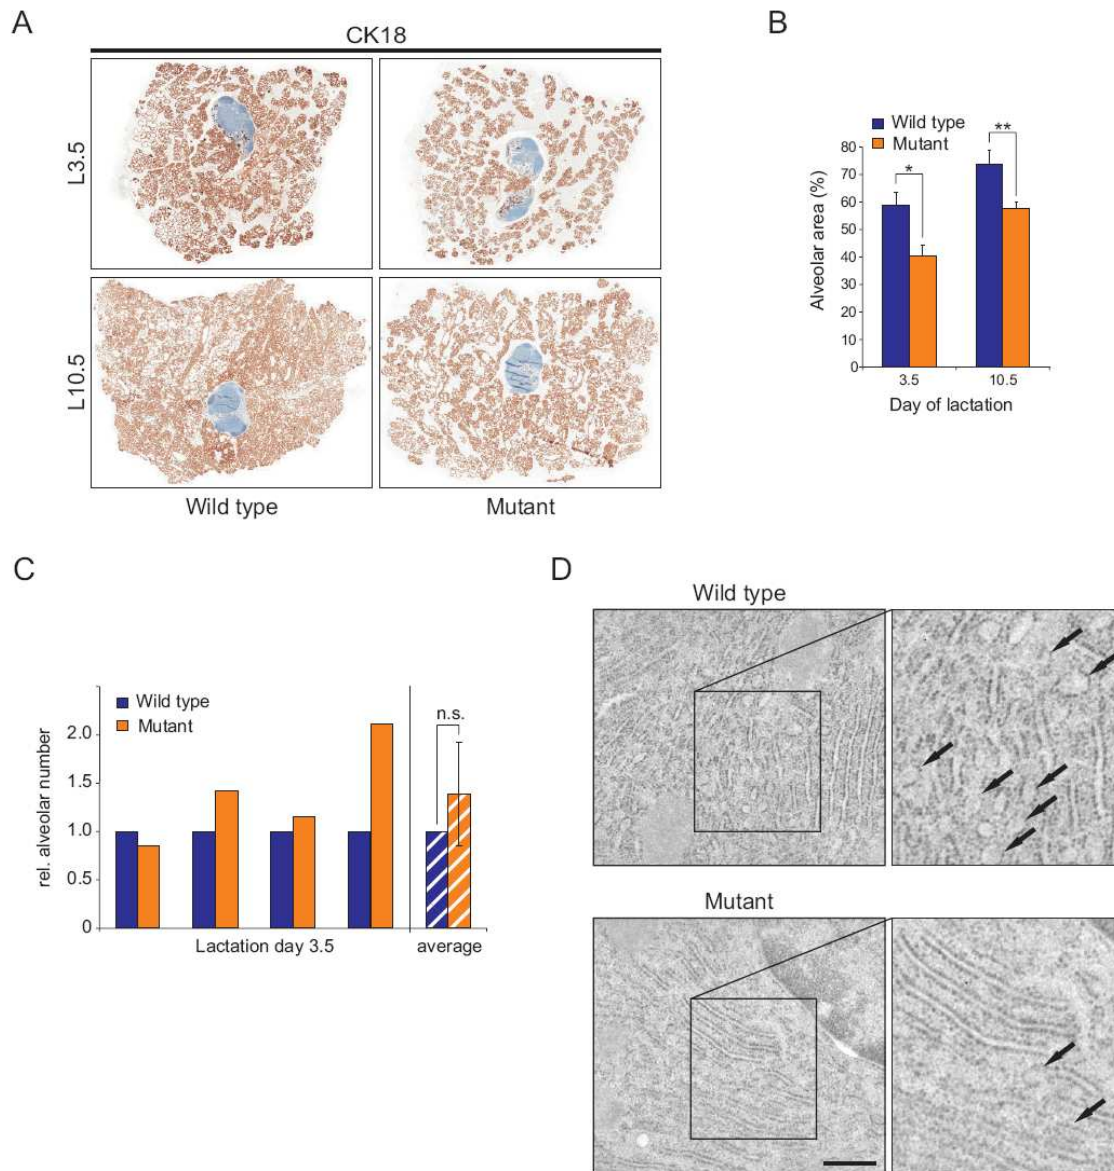 A
CK18
L3.5
L10.5
Wild type
Mutant
B
Wild type
Mutant
**
*
80
70
60
50
40
30
20
10
0
Alveolar area (%)
3.5
10.5
Day of lactation
C
Wild type
Mutant
n.s.
2.0
1.5
1.0
0.5
0
rel. alveolar number
Lactation day 3.5
average
D
Wild type
Mutant